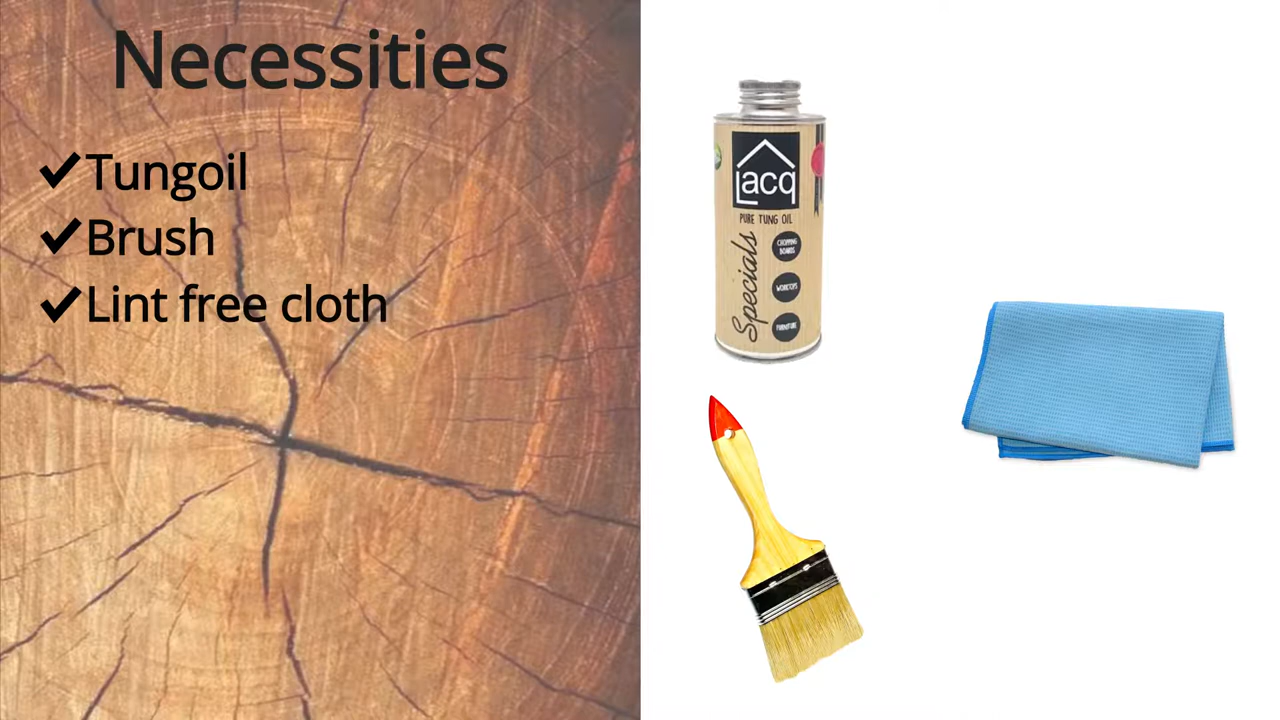 Necessities
Tungoil
Brush
Lint free cloth
Lacq
PURE TUNG OIL
Specials
CHOPPING
BOARDS
WORKTOPS
FURNITURE